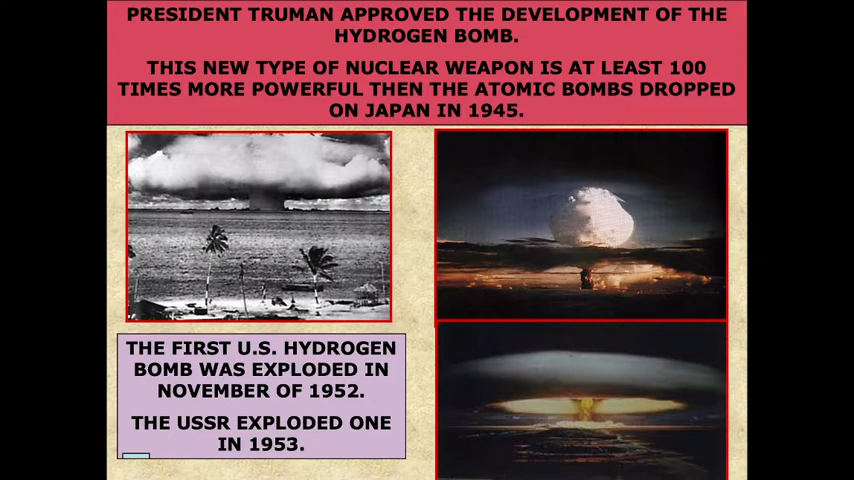 PRESIDENT TRUMAN APPROVED THE DEVELOPMENT OF THE
HYDROGEN BOMB.
THIS NEW TYPE OF NUCLEAR WEAPON IS AT LEAST 100
TIMES MORE POWERFUL THEN THE ATOMIC BOMBS DROPPED
ON JAPAN IN 1945.
THE FIRST U.S. HYDROGEN
BOMB WAS EXPLODED IN
NOVEMBER OF 1952.
THE USSR EXPLODED ONE
IN 1953.